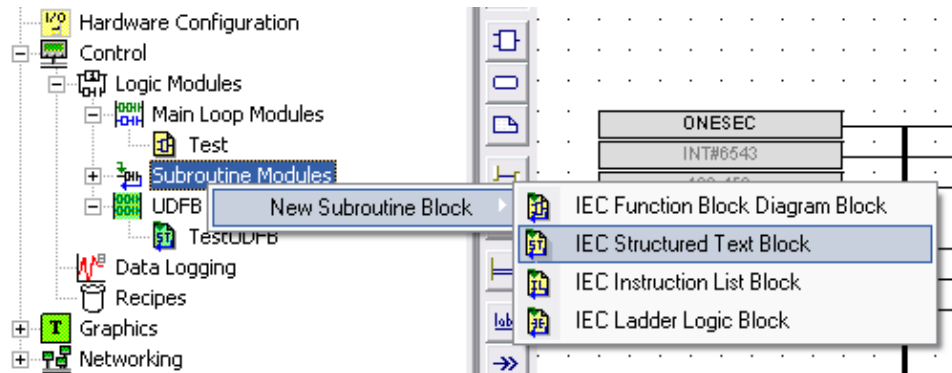 I/O
Hardware Configuration
Control
Logic Modules
Main Loop Modules
Test
Subroutine Modules
UDFB
TestUDFB
Data Logging
Recipes
T
Graphics
Networking
ONESEC
INT#6543
New Subroutine Block
IEC Function Block Diagram Block
ST
IEC Structured Text Block
IL
IEC Instruction List Block
IEC Ladder Logic Block